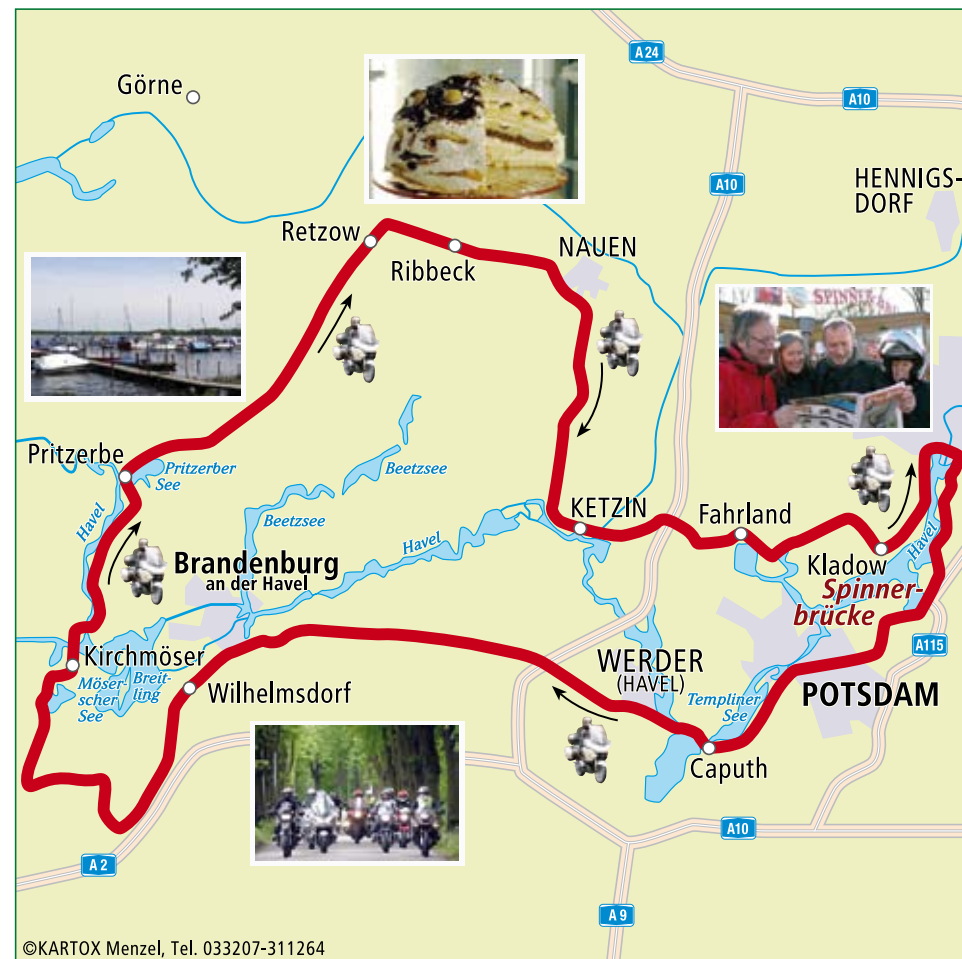 A24
Görne
A10
A10
HENNIGS-
DORF
Retzow
Ribbeck
NAUEN
SPINNER
Pritzerbe
Pritzerber
See
Beetzsee
Beetzsee
Havel
KETZIN
Fahrland
Havel
Havel
Kladow
Brandenburg
an der Havel
Spinner-
brücke
Kirchmöser
WERDER
(HAVEL)
A115
Möser-
scher
See
Breit-
ling
Wilhelmsdorf
Templiner
See
POTSDAM
Caputh
A10
A2
A9
©KARTOX Menzel, Tel. 033207-311264